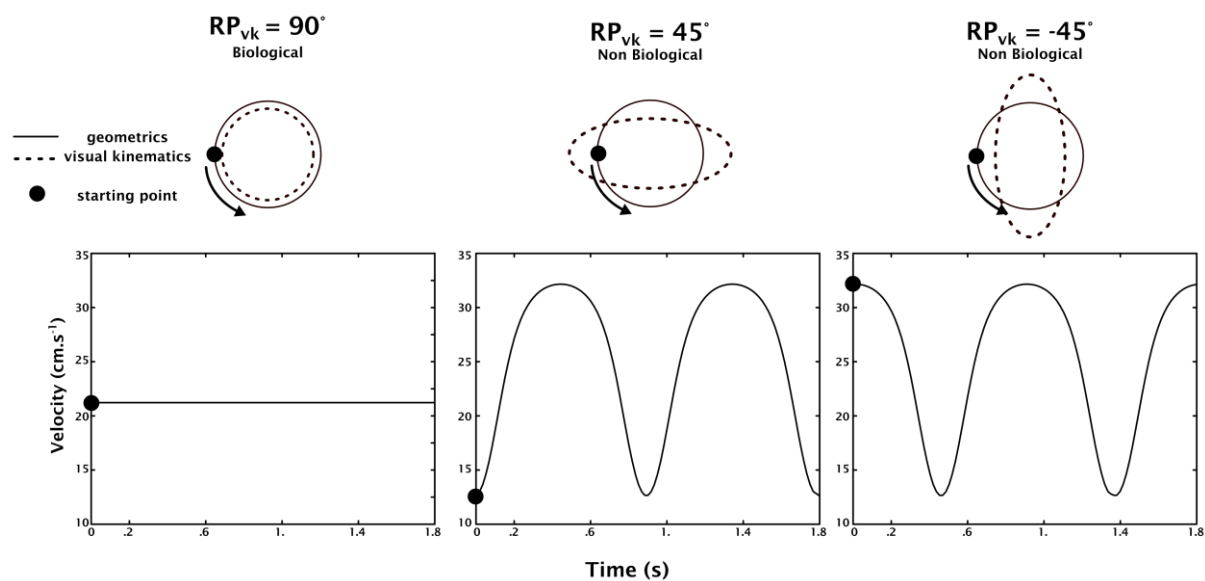 RPvk = 90°
Biological
RPvk = 45°
Non Biological
RPvk = -45°
Non Biological
geometrics
visual kinematics
starting point
Velocity (cm.s-1)
35
30
25
20
15
10
0 .2 .6 1. 1.4 1.8
35
30
25
20
15
10
0 .2 .6 1. 1.4 1.8
35
30
25
20
15
10
0 .2 .6 1. 1.4 1.8
Time (s)